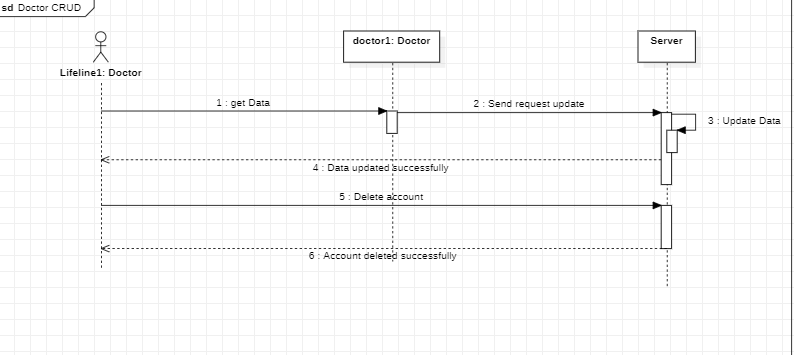 sd Doctor CRUD
doctor1: Doctor
Server
Lifeline1: Doctor
1 : get Data
2 : Send request update
3 : Update Data
4 : Data updated successfully
5 : Delete account
6 : Account deleted successfully